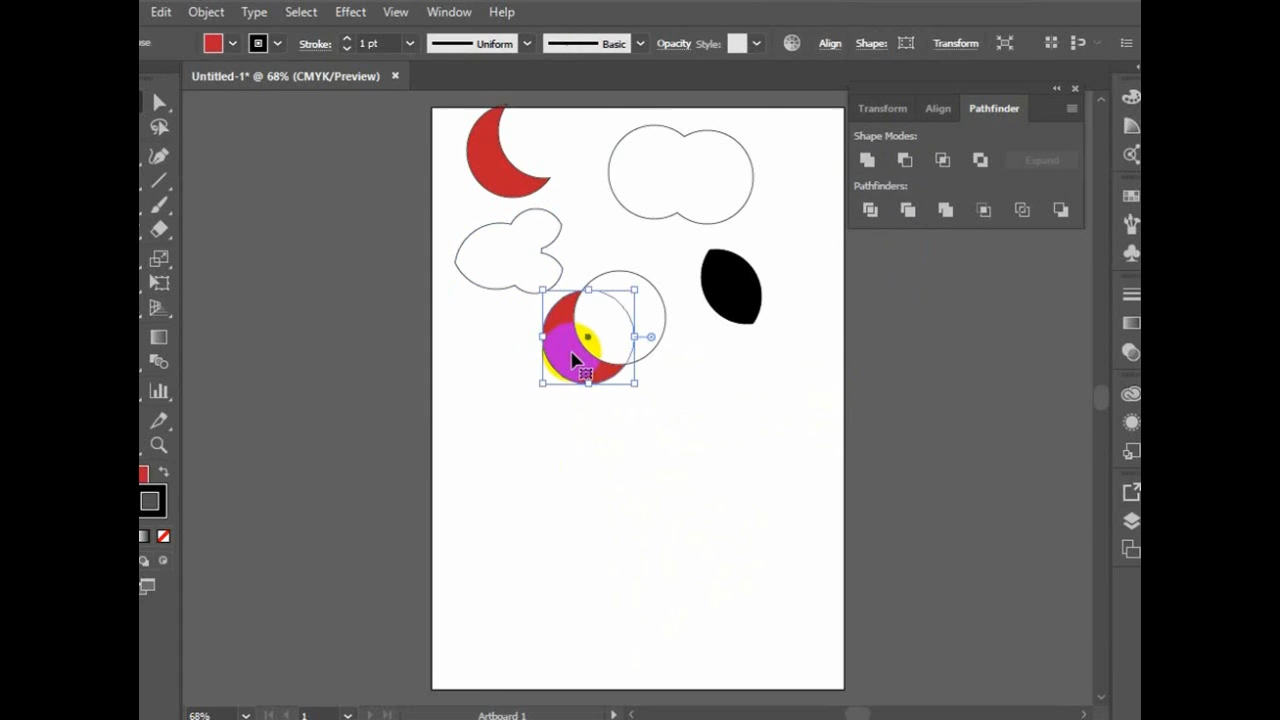 Edit Object Type Select Effect View Window Help
Stroke: 1 pt Uniform Basic Opacity Style: Align Shape: Transform
Untitled-1* @ 68% (CMYK/Preview) ×
Transform Align Pathfinder
Shape Modes:
Expand
Pathfinders:
68% 1 Artboard 1